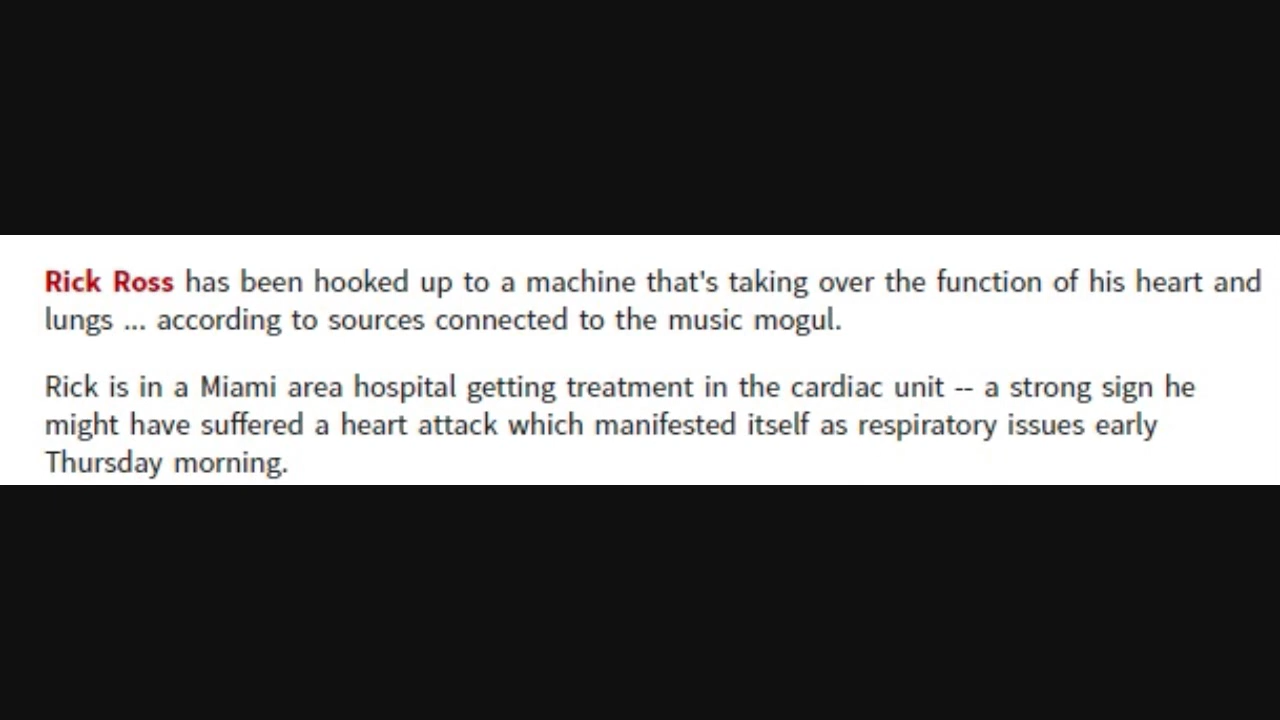 Rick Ross has been hooked up to a machine that's taking over the function of his heart and
lungs ... according to sources connected to the music mogul.
Rick is in a Miami area hospital getting treatment in the cardiac unit -- a strong sign he
might have suffered a heart attack which manifested itself as respiratory issues early
Thursday morning.